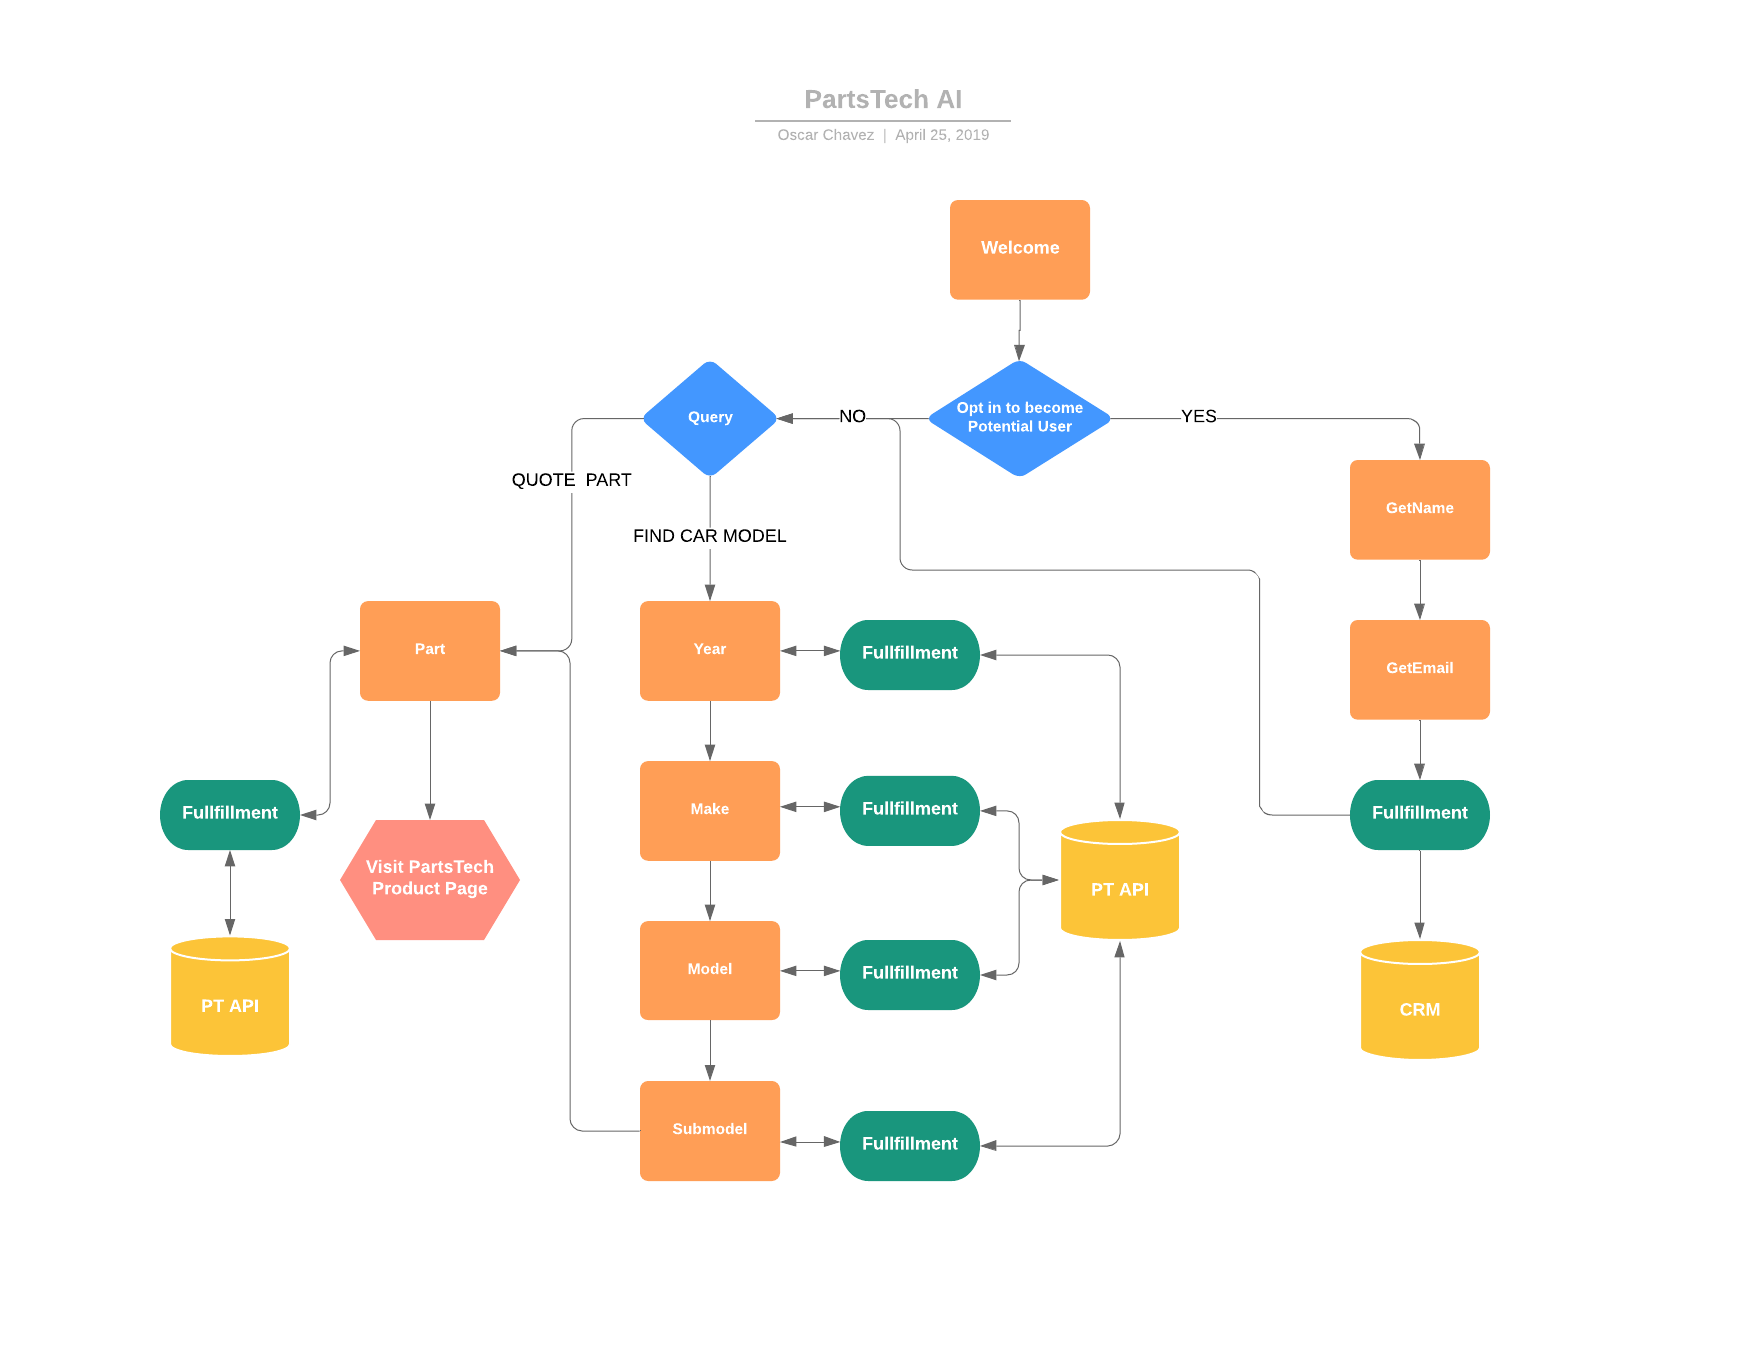 PartsTech AI
Oscar Chavez | April 25, 2019
Welcome
Opt in to become
Potential User
NO
YES
Query
QUOTE  PART
FIND CAR MODEL
GetName
GetEmail
Fullfillment
CRM
Year
Fullfillment
Make
Fullfillment
Model
Fullfillment
Submodel
Fullfillment
PT API
Part
Fullfillment
PT API
Visit PartsTech
Product Page